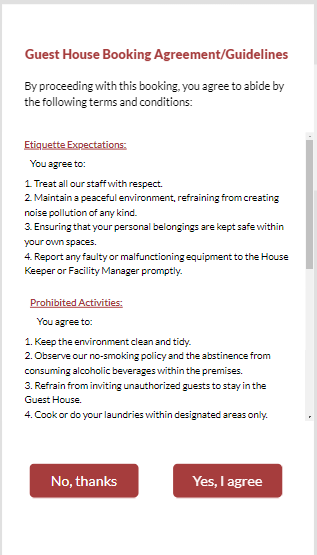 Guest House Booking Agreement/Guidelines
By proceeding with this booking, you agree to abide by
the following terms and conditions:
Etiquette Expectations:
You agree to:
1. Treat all our staff with respect.
2. Maintain a peaceful environment, refraining from creating
noise pollution of any kind.
3. Ensuring that your personal belongings are kept safe within
your own spaces.
4. Report any faulty or malfunctioning equipment to the House
Keeper or Facility Manager promptly.
Prohibited Activities:
You agree to:
1. Keep the environment clean and tidy.
2. Observe our no-smoking policy and the abstinence from
consuming alcoholic beverages within the premises.
3. Refrain from inviting unauthorized guests to stay in the
Guest House.
4. Cook or do your laundries within designated areas only.
No, thanks
Yes, I agree